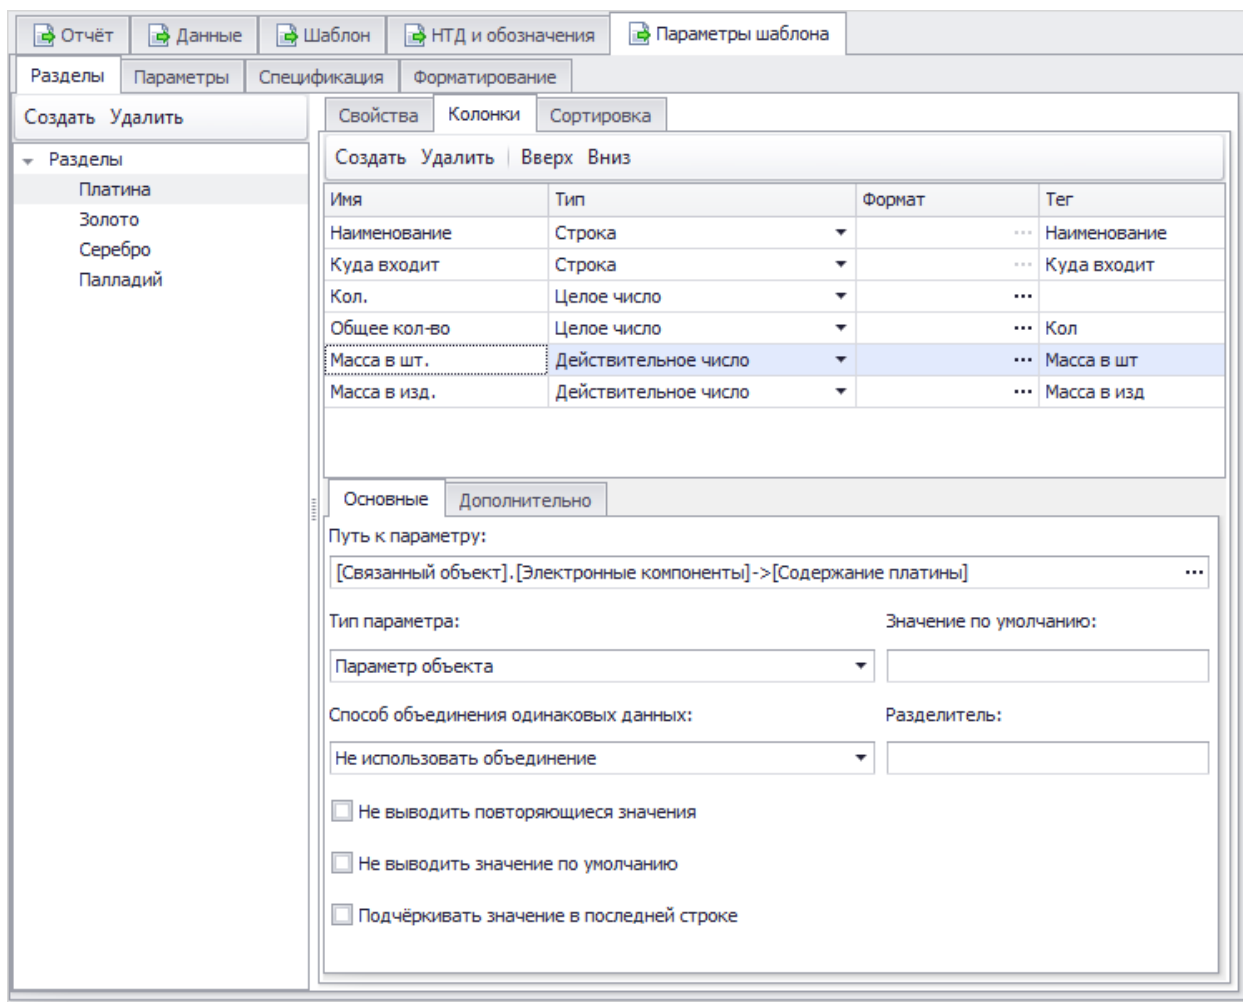 Отчёт Данные Шаблон НТД и обозначения Параметры шаблона
Разделы Параметры Спецификация Форматирование
Создать Удалить
Разделы
Платина
Золото
Серебро
Палладий
Свойства Колонки Сортировка
Создать Удалить Вверх Вниз
Имя Тип Формат Тег
Наименование Строка ... Наименование
Куда входит Строка ... Куда входит
Кол. Целое число ...
Общее кол-во Целое число ... Кол
Масса в шт. Действительное число ... Масса в шт
Масса в изд. Действительное число ... Масса в изд
Основные Дополнительно
Путь к параметру:
[Связанный объект].[Электронные компоненты]->[Содержание платины] ...
Тип параметра: Значение по умолчанию:
Параметр объекта
Способ объединения одинаковых данных: Разделитель:
Не использовать объединение
Не выводить повторяющиеся значения
Не выводить значение по умолчанию
Подчёркивать значение в последней строке